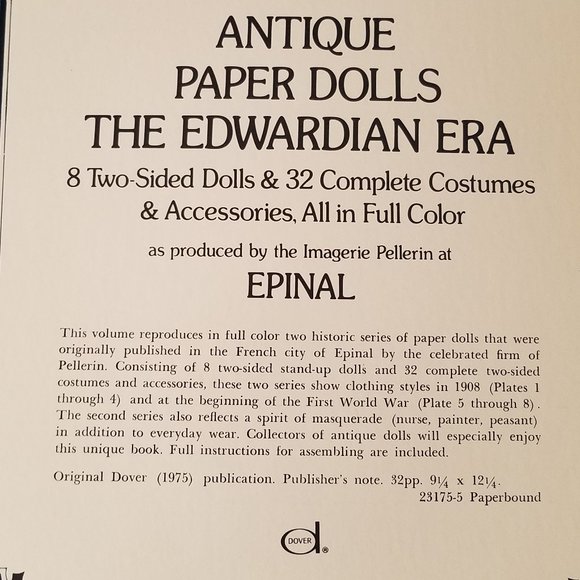 ANTIQUE
PAPER DOLLS
THE EDWARDIAN ERA
8 Two-Sided Dolls & 32 Complete Costumes
& Accessories, All in Full Color
as produced by the Imagerie Pellerin at
EPINAL
This volume reproduces in full color two historic series of paper dolls that were
originally published in the French city of Epinal by the celebrated firm of
Pellerin. Consisting of 8 two-sided stand-up dolls and 32 complete two-sided
costumes and accessories, these two series show clothing styles in 1908 (Plates 1
through 4) and at the beginning of the First World War (Plate 5 through 8).
The second series also reflects a spirit of masquerade (nurse, painter, peasant)
in addition to everyday wear. Collectors of antique dolls will especially enjoy
this unique book. Full instructions for assembling are included.
Original Dover (1975) publication. Publisher's note. 32pp. 9¼ x 12¼.
23175-5 Paperbound
d
DOVER ®